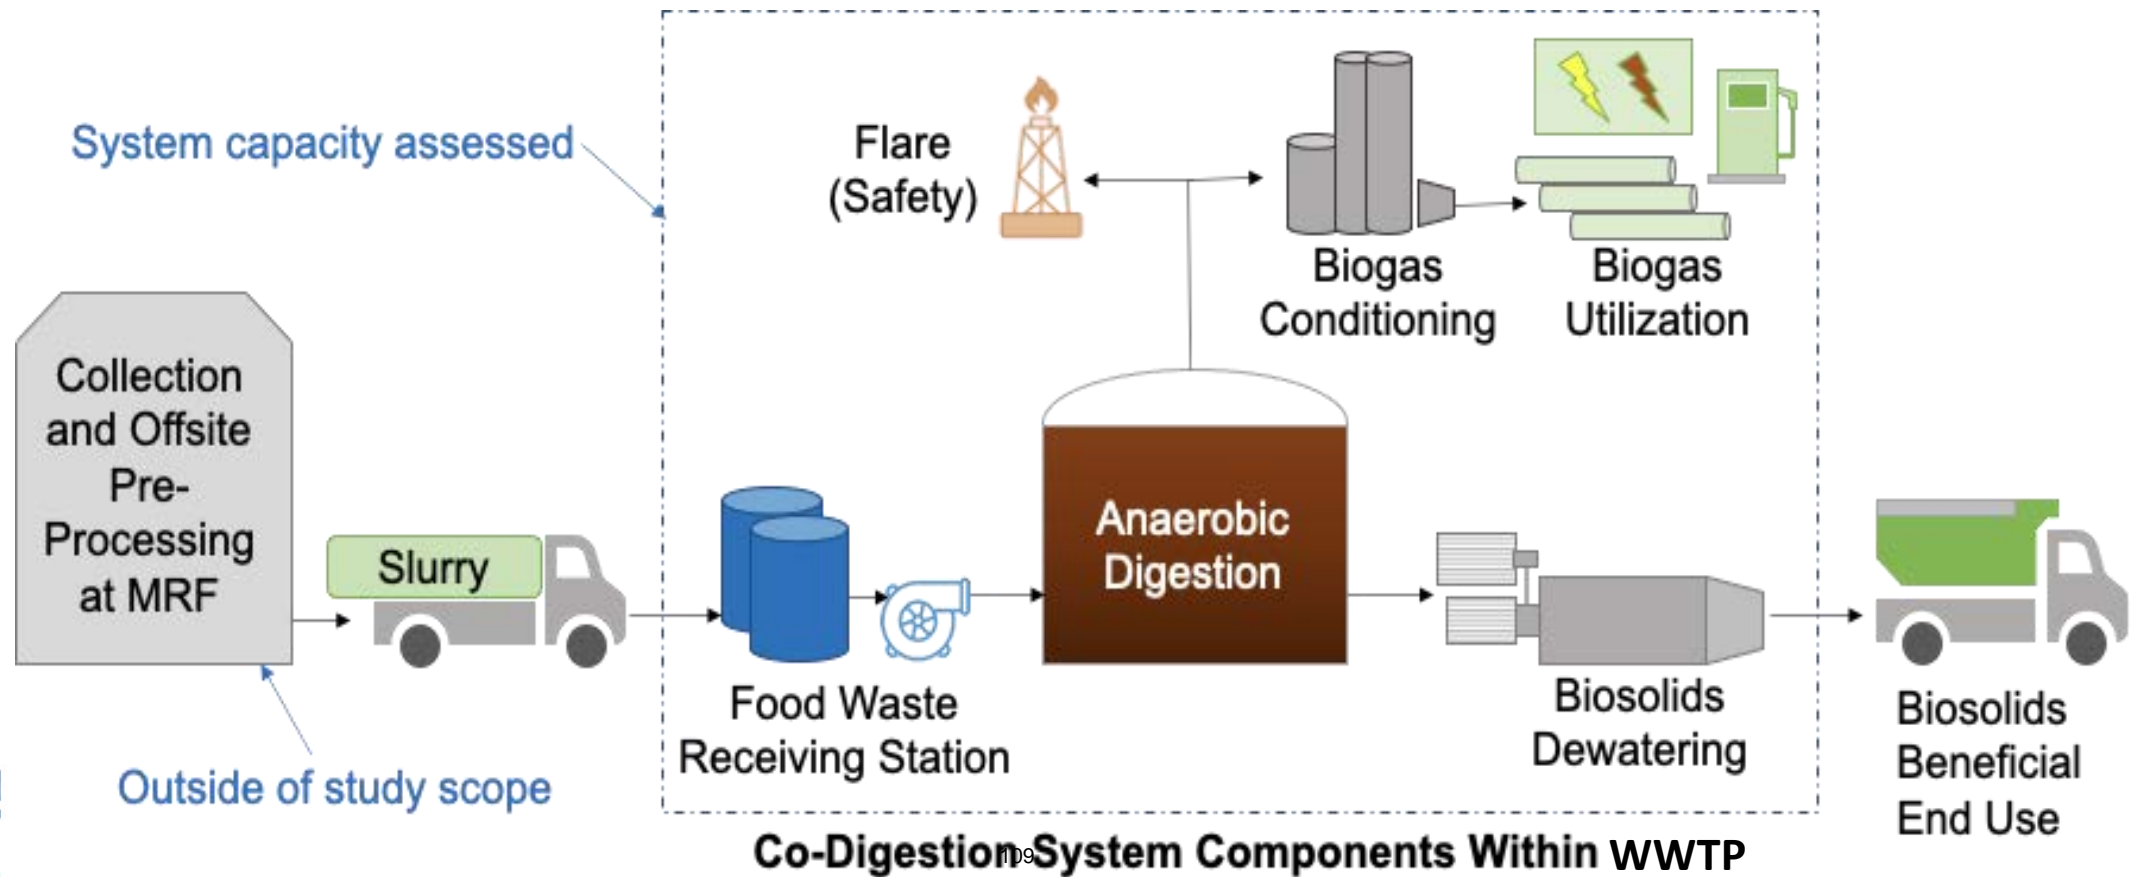 System capacity assessed
Flare
(Safety)
Biogas
Conditioning
Biogas
Utilization
Collection
and Offsite
Pre-
Processing
at MRF
Slurry
Anaerobic
Digestion
Food Waste
Receiving Station
Biosolids
Dewatering
Biosolids
Beneficial
End Use
Outside of study scope
Co-Digestion System Components Within WWTP
109